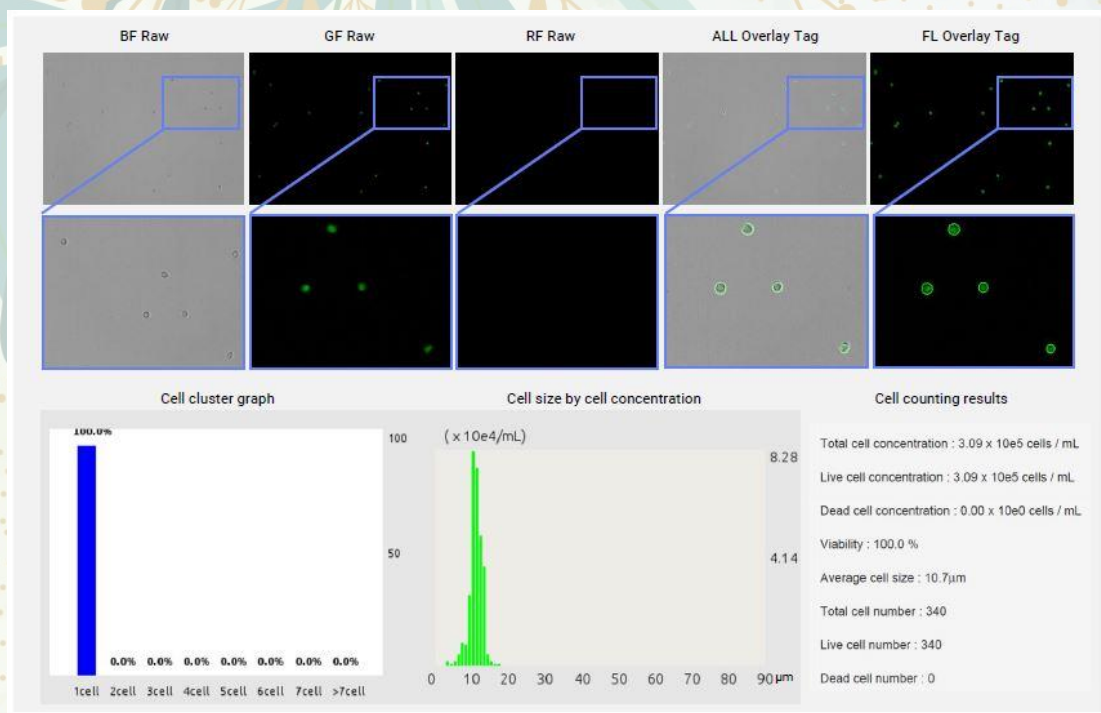 BF Raw GF Raw RF Raw ALL Overlay Tag FL Overlay Tag
Cell cluster graph
100.0%
100
50
0.0% 0.0% 0.0% 0.0% 0.0% 0.0% 0.0%
1cell 2cell 3cell 4cell 5cell 6cell 7cell >7cell
Cell size by cell concentration
(x10e4/mL)
8.28
4.14
0 10 20 30 40 50 60 70 80 90 µm
Cell counting results
Total cell concentration : 3.09 x 10e5 cells / mL
Live cell concentration : 3.09 x 10e5 cells / mL
Dead cell concentration : 0.00 x 10e0 cells / mL
Viability : 100.0 %
Average cell size : 10.7µm
Total cell number : 340
Live cell number : 340
Dead cell number : 0